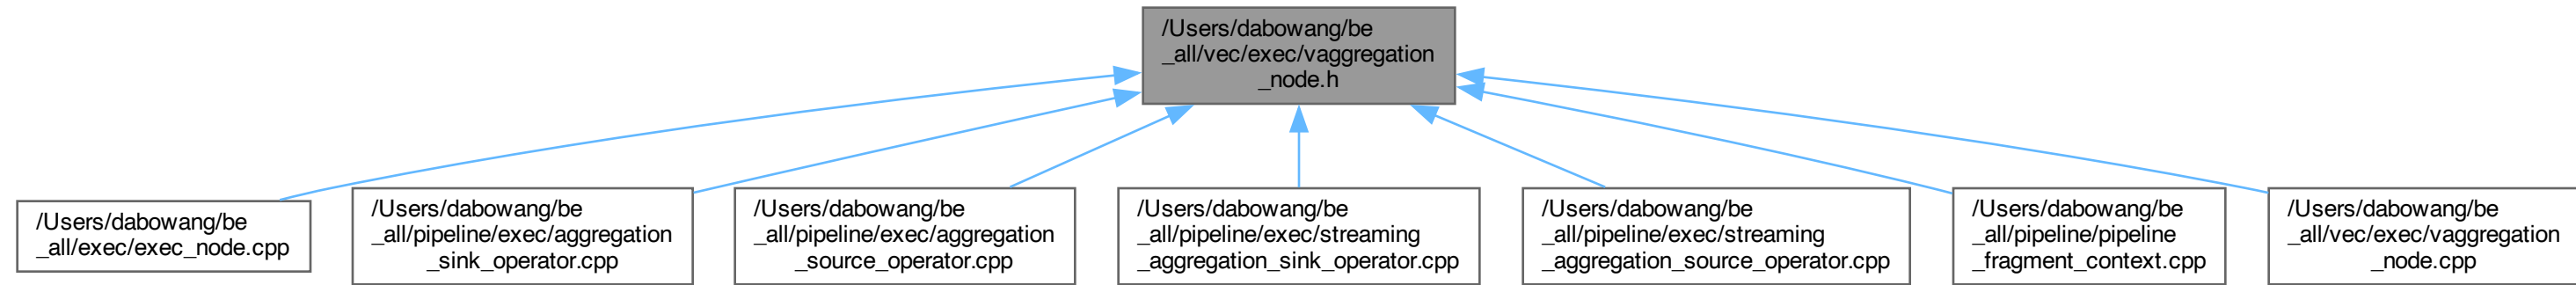 /Users/dabowang/be
_all/vec/exec/vaggregation
_node.h
/Users/dabowang/be
_all/exec/exec_node.cpp
/Users/dabowang/be
_all/pipeline/exec/aggregation
_sink_operator.cpp
/Users/dabowang/be
_all/pipeline/exec/aggregation
_source_operator.cpp
/Users/dabowang/be
_all/pipeline/exec/streaming
_aggregation_sink_operator.cpp
/Users/dabowang/be
_all/pipeline/exec/streaming
_aggregation_source_operator.cpp
/Users/dabowang/be
_all/pipeline/pipeline
_fragment_context.cpp
/Users/dabowang/be
_all/vec/exec/vaggregation
_node.cpp